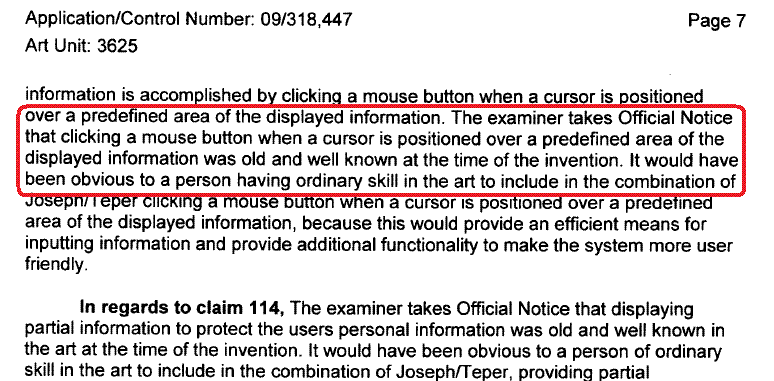 Application/Control Number: 09/318,447 Page 7
Art Unit: 3625
information is accomplished by clicking a mouse button when a cursor is positioned
over a predefined area of the displayed information. The examiner takes Official Notice
that clicking a mouse button when a cursor is positioned over a predefined area of the
displayed information was old and well known at the time of the invention. It would have
been obvious to a person having ordinary skill in the art to include in the combination of
Joseph/Teper clicking a mouse button when a cursor is positioned over a predefined
area of the displayed information, because this would provide an efficient means for
inputting information and provide additional functionality to make the system more user
friendly.
In regards to claim 114, The examiner takes Official Notice that displaying
partial information to protect the users personal information was old and well known in
the art at the time of the invention. It would have been obvious to a person of ordinary
skill in the art to include in the combination of Joseph/Teper, providing partial